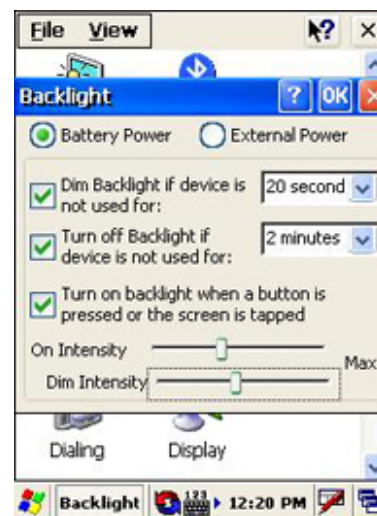 File View
Backlight ? OK
Battery Power External Power
Dim Backlight if device is
not used for:
20 second
Turn off Backlight if
device is not used for:
2 minutes
Turn on backlight when a
button is
pressed or the screen is tapped
On Intensity
Max
Dim Intensity
Dialing Display
Backlight 12:20 PM